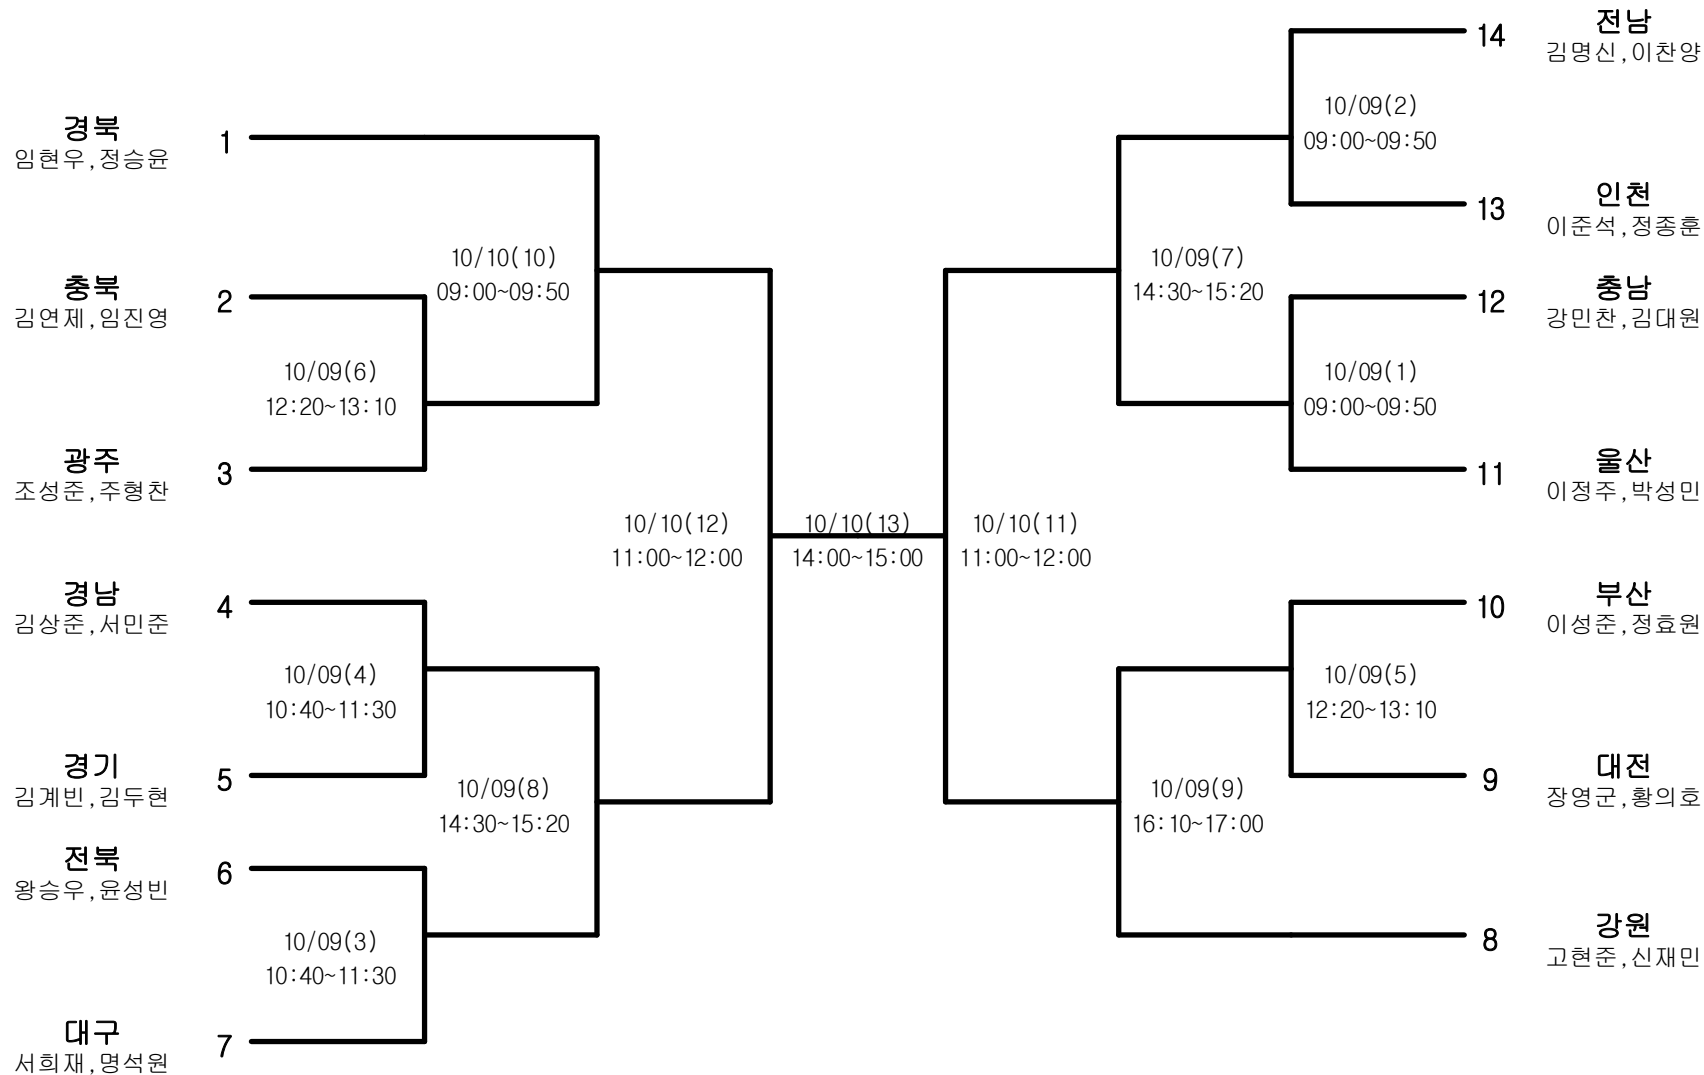 경북
임현우,정승윤
1
충북
김연제,임진영
2
10/09(6)
12:20~13:10
광주
조성준,주형찬
3
10/10(10)
09:00~09:50
경남
김상준,서민준
4
10/09(4)
10:40~11:30
경기
김계빈,김두현
5
10/09(8)
14:30~15:20
전북
왕승우,윤성빈
6
10/09(3)
10:40~11:30
대구
서희재,명석원
7
10/10(12)
11:00~12:00
10/10(13)
14:00~15:00
10/10(11)
11:00~12:00
14
전남
김명신,이찬양
10/09(2)
09:00~09:50
13
인천
이준석,정종훈
10/09(7)
14:30~15:20
12
충남
강민찬,김대원
10/09(1)
09:00~09:50
11
울산
이정주,박성민
10
부산
이성준,정효원
10/09(5)
12:20~13:10
9
대전
장영군,황의호
10/09(9)
16:10~17:00
8
강원
고현준,신재민